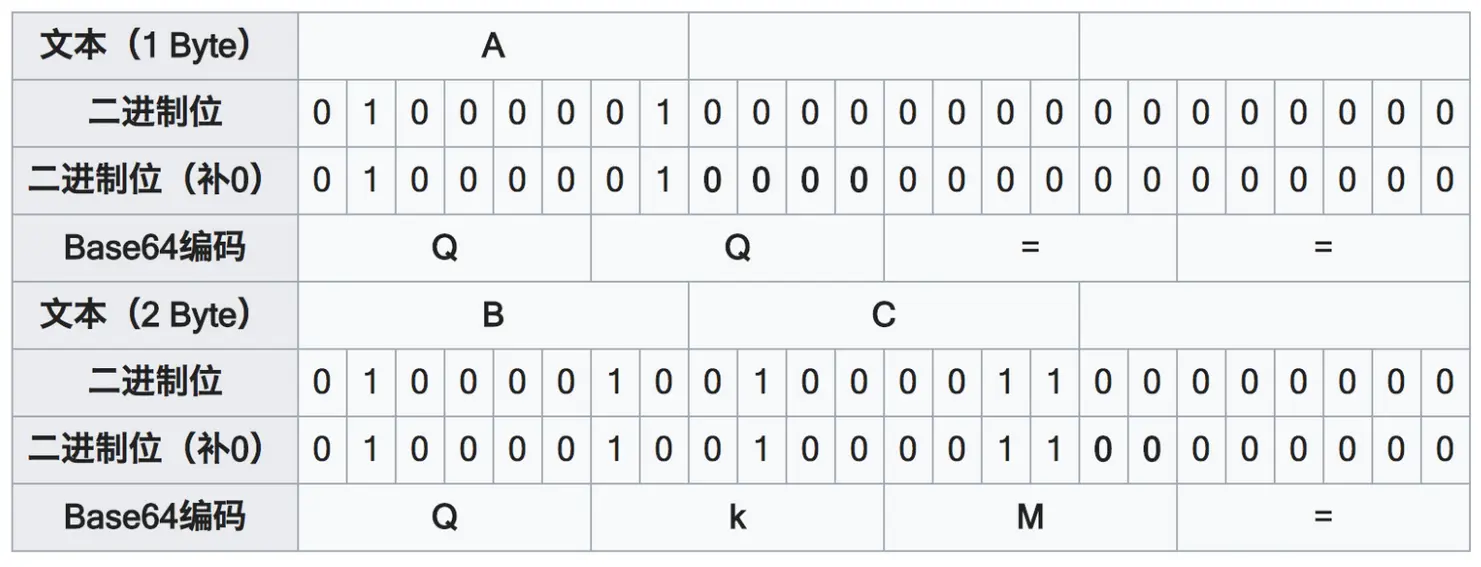 文本（1 Byte） A
二进制位 0 1 0 0 0 0 0 1 0 0 0 0 0 0 0 0 0 0 0 0 0 0 0 0
二进制位（补0） 0 1 0 0 0 0 0 1 0 0 0 0 0 0 0 0 0 0 0 0 0 0 0 0
Base64编码 Q Q = =
文本（2 Byte） B C
二进制位 0 1 0 0 0 0 1 0 0 1 0 0 0 0 1 1 0 0 0 0 0 0 0 0
二进制位（补0） 0 1 0 0 0 0 1 0 0 1 0 0 0 0 1 1 0 0 0 0 0 0 0 0
Base64编码 Q k M =